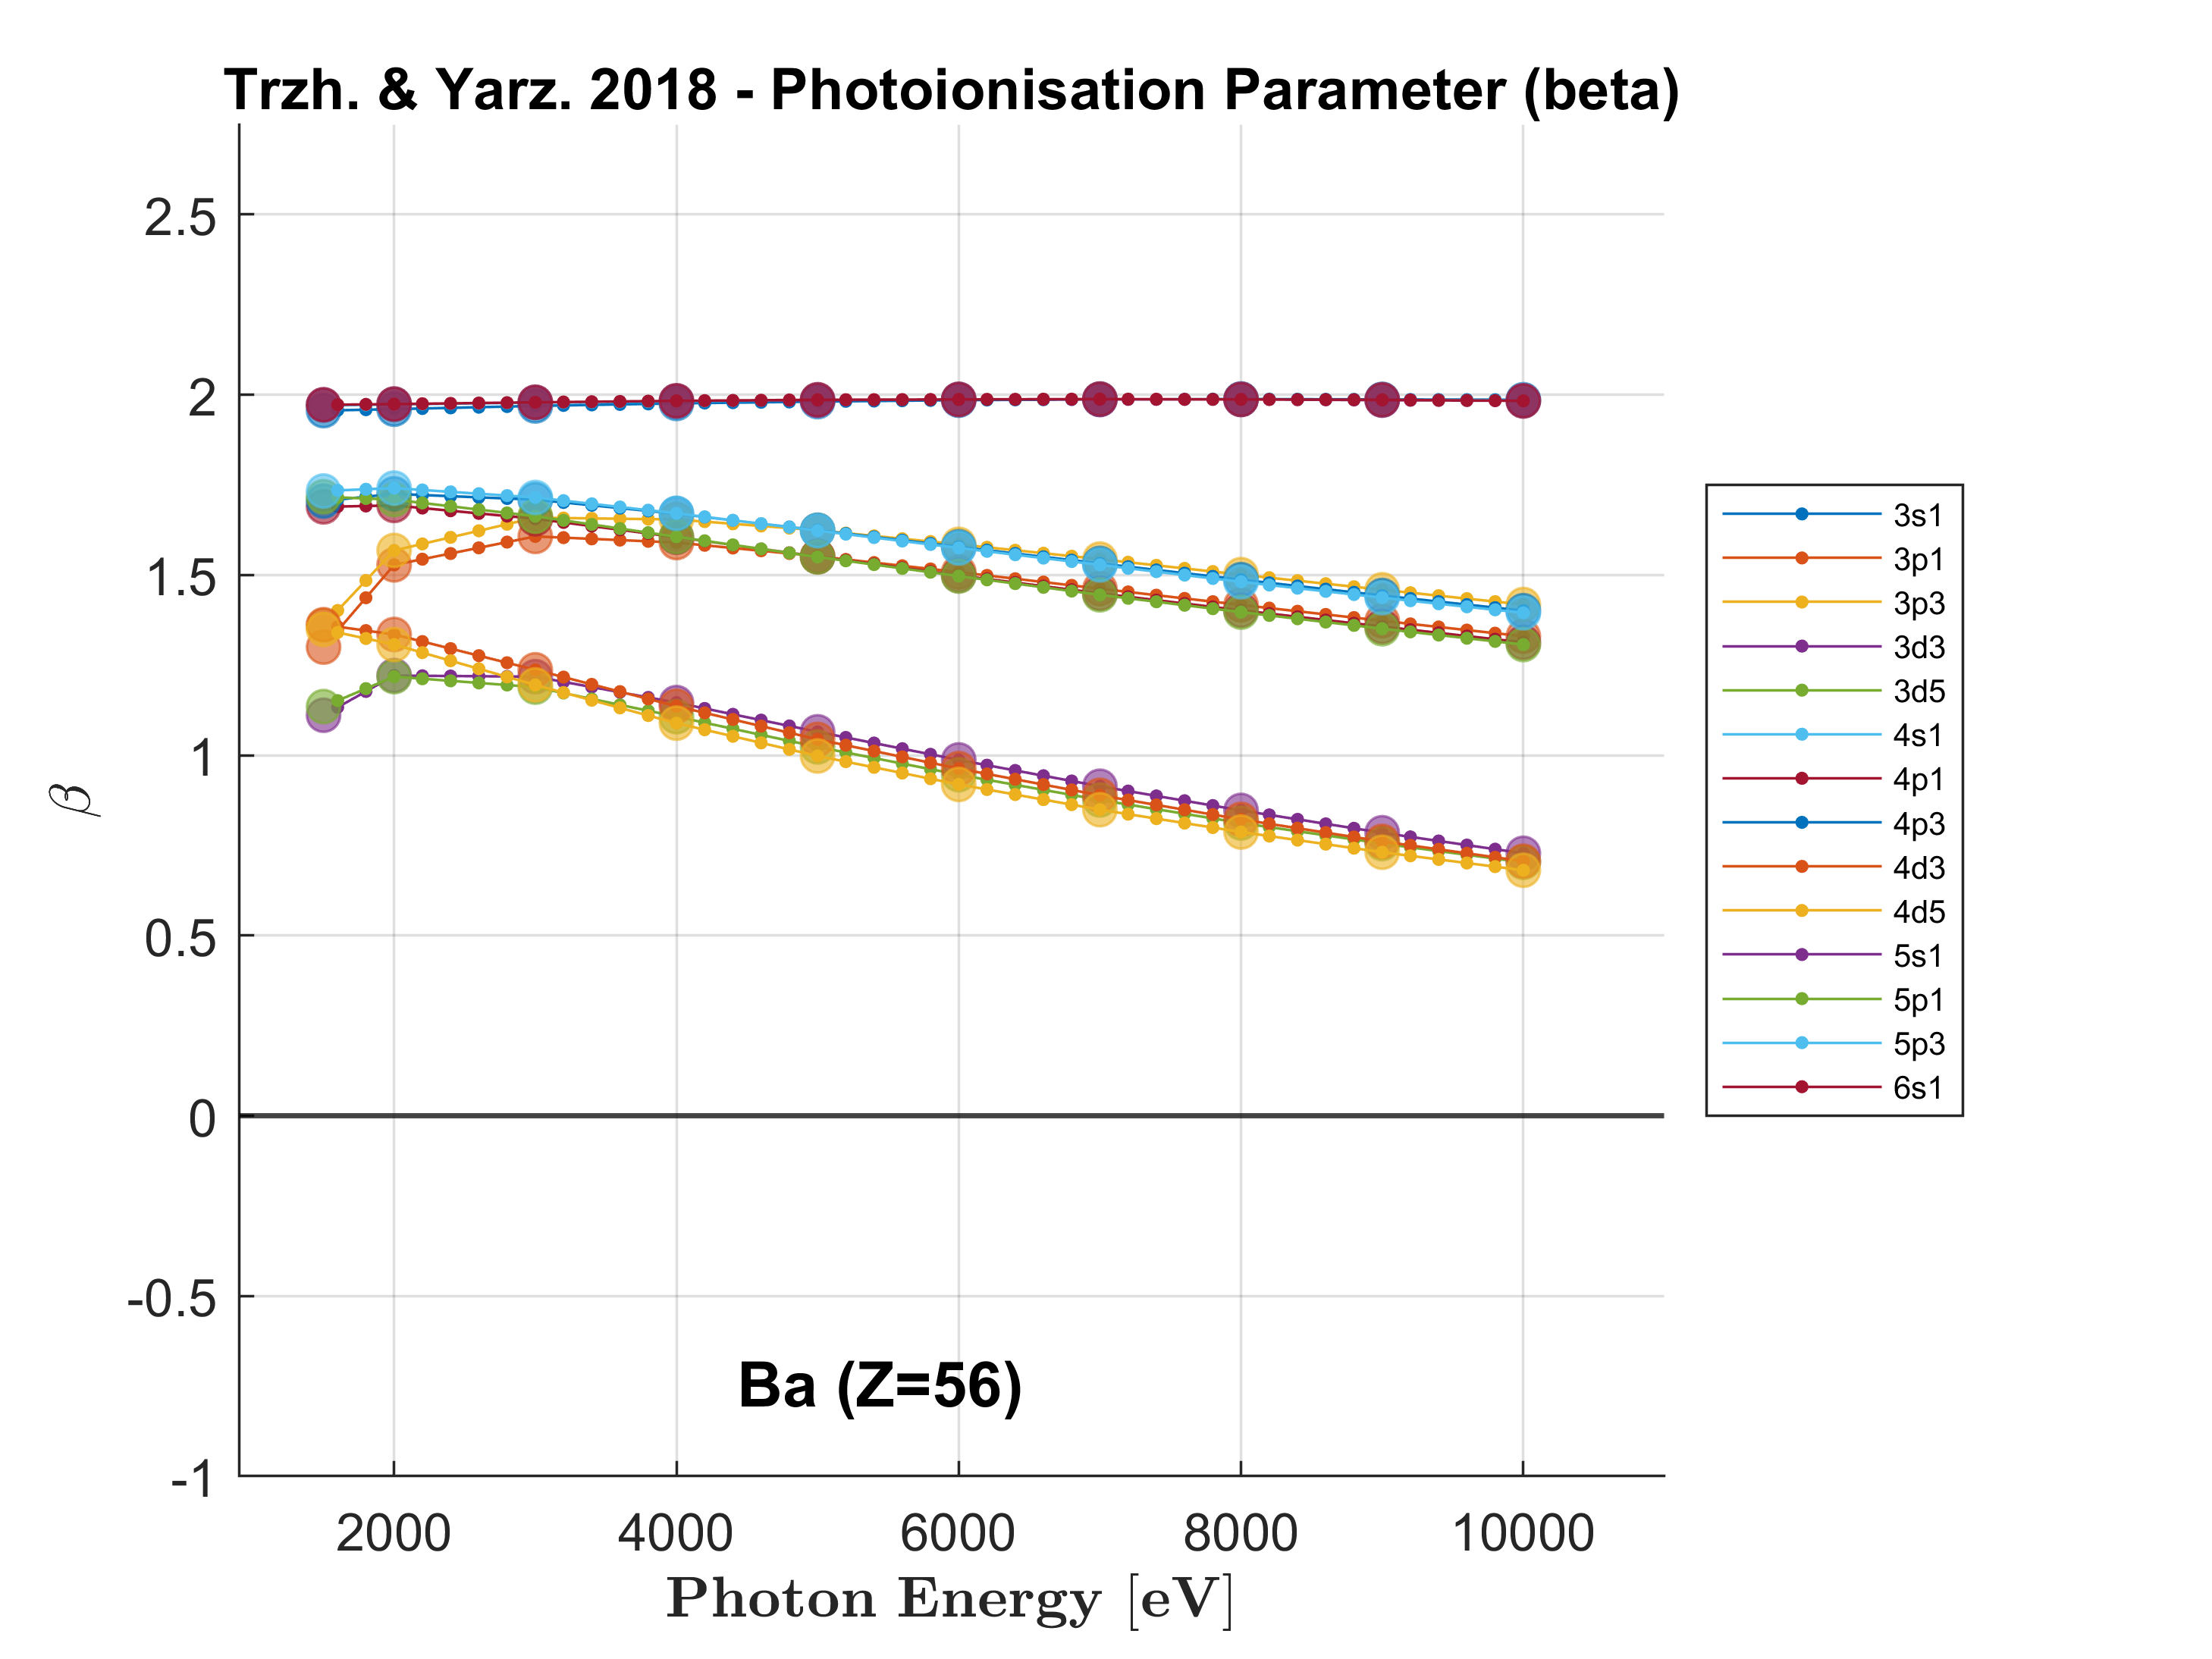 Trzh. & Yarz. 2018 - Photoionisation Parameter (beta)
2.5
2
1.5
1
0.5
0
-0.5
-1
β
2000 4000 6000 8000 10000
Photon Energy [eV]
Ba (Z=56)
3s1
3p1
3p3
3d3
3d5
4s1
4p1
4p3
4d3
4d5
5s1
5p1
5p3
6s1